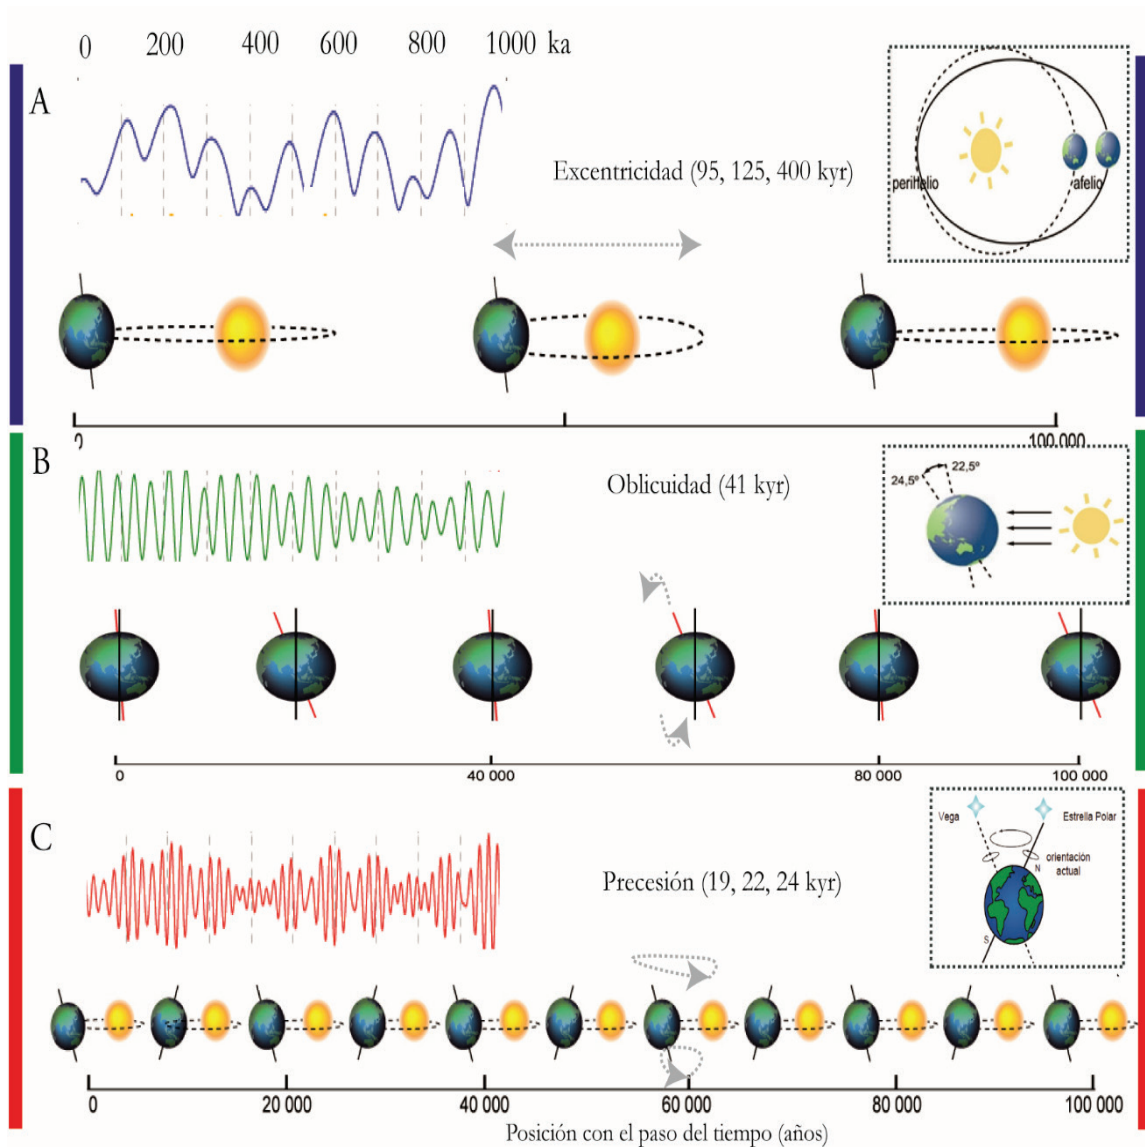 0 200 400 600 800 1000 ka
A
Excentricidad (95, 125, 400 kyr)
perihelio afelio
100 000
B
Oblicuidad (41 kyr)
24,5º 22,5º
0 40 000 80 000 100 000
C
Precesión (19, 22, 24 kyr)
Vega Estrella Polar
orientación
actual
N
S
0 20 000 40 000 60 000 80 000 100 000
Posición con el paso del tiempo (años)